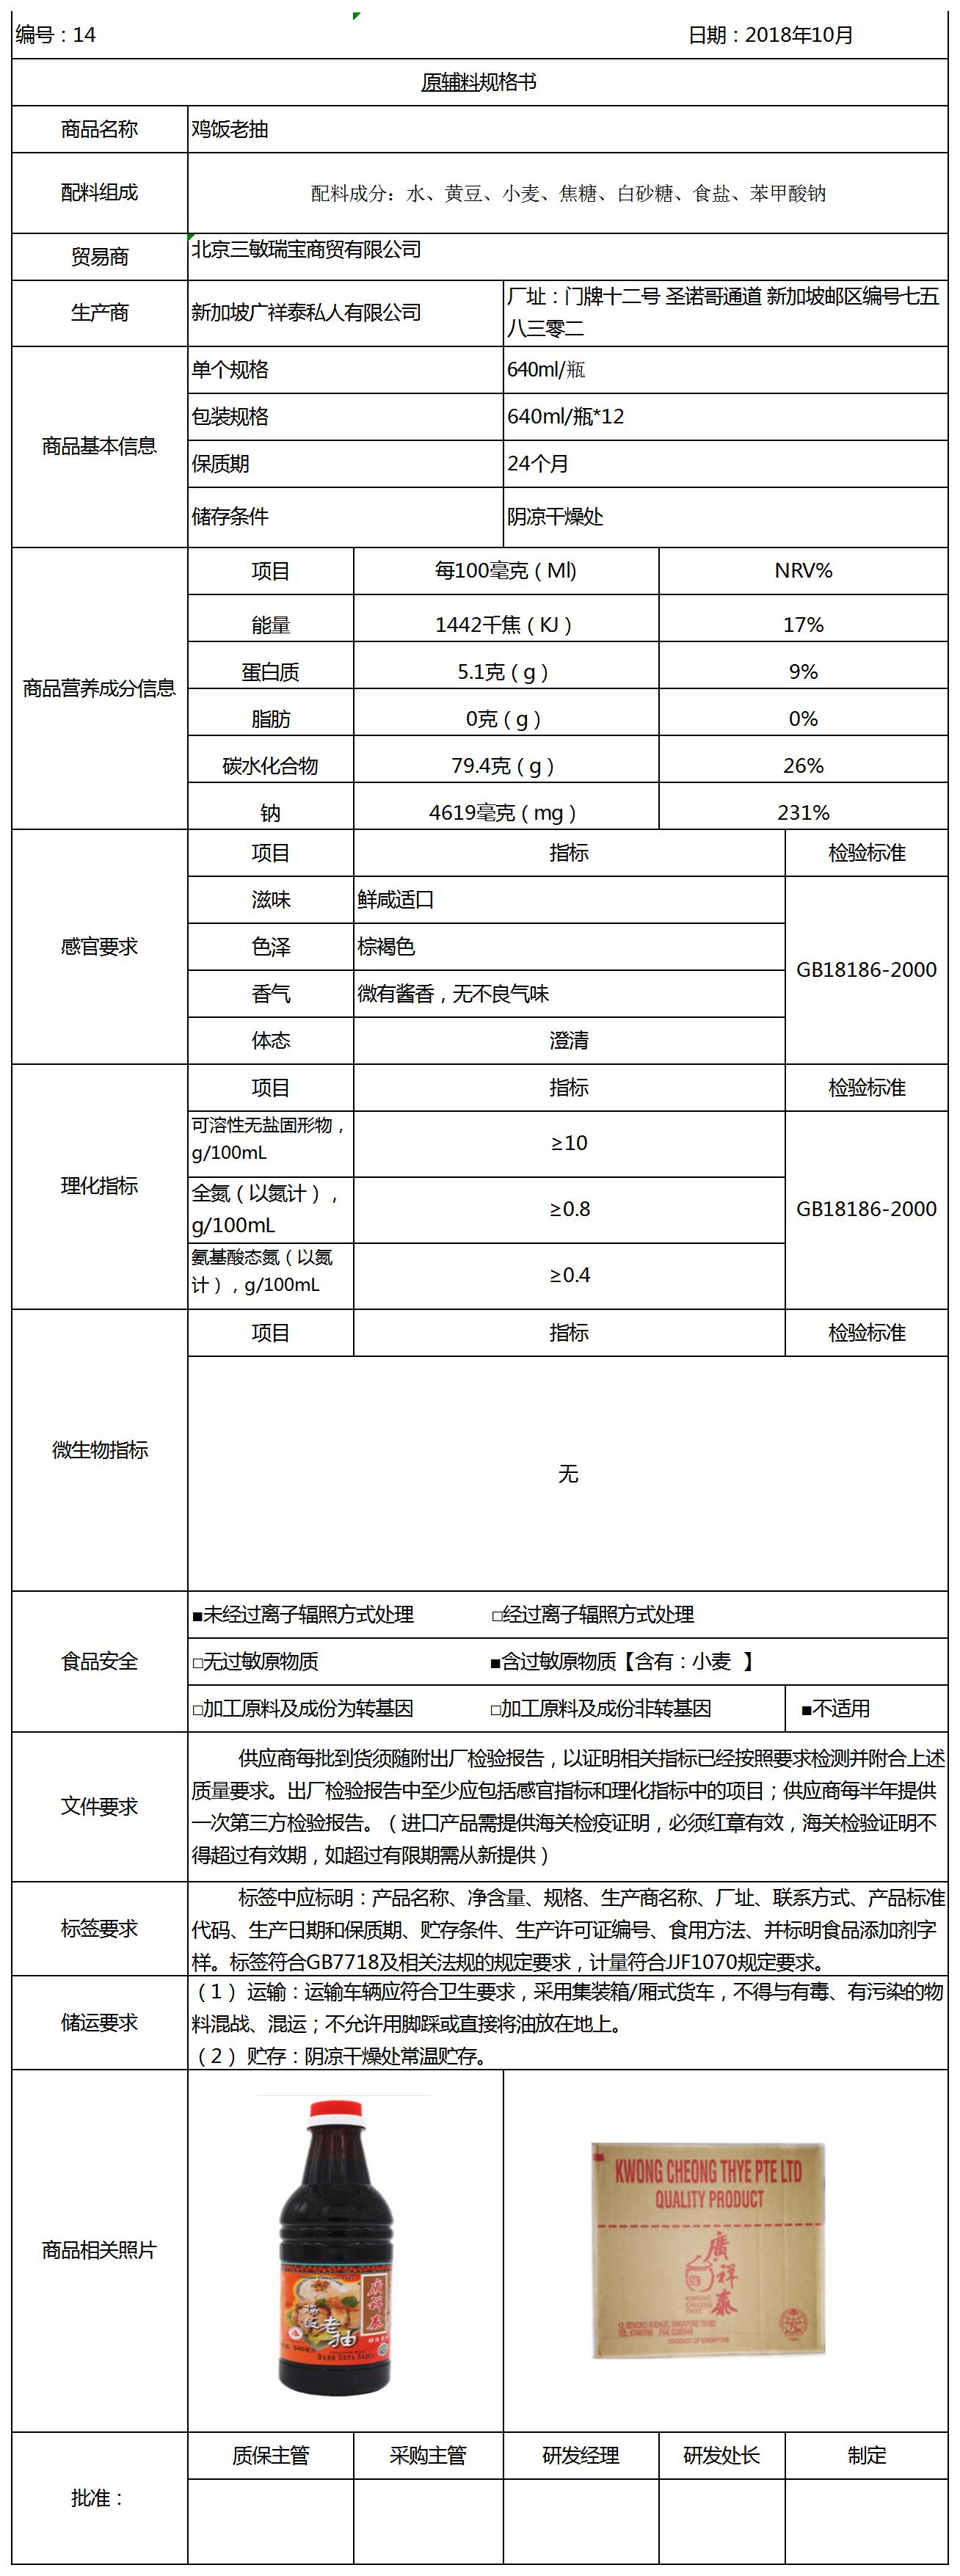 编号：14 日期：2018年10月
原辅料规格书
商品名称 鸡饭老抽
配料组成 配料成分：水、黄豆、小麦、焦糖、白砂糖、食盐、苯甲酸钠
贸易商 北京三敏瑞宝商贸有限公司
生产商 新加坡广祥泰私人有限公司 厂址：门牌十二号 圣诺哥通道 新加坡邮区编号七五
八三零二
商品基本信息
单个规格 640ml/瓶
包装规格 640ml/瓶*12
保质期 24个月
储存条件 阴凉干燥处
商品营养成分信息
项目 每100毫克（Ml) NRV%
能量 1442千焦（KJ） 17%
蛋白质 5.1克（g） 9%
脂肪 0克（g） 0%
碳水化合物 79.4克（g） 26%
钠 4619毫克（mg） 231%
感官要求
项目 指标 检验标准
滋味 鲜咸适口
色泽 棕褐色
GB18186-2000
香气 微有酱香，无不良气味
体态 澄清
理化指标
项目 指标 检验标准
可溶性无盐固形物，
g/100mL
≥10
全氮（以氮计），
g/100mL
≥0.8
GB18186-2000
氨基酸态氮（以氮
计），g/100mL
≥0.4
微生物指标
项目 指标 检验标准
无
食品安全
■未经过离子辐照方式处理 □经过离子辐照方式处理
□无过敏原物质 ■含过敏原物质【含有：小麦 】
□加工原料及成份为转基因 □加工原料及成份非转基因 ■不适用
文件要求
供应商每批到货须随附出厂检验报告，以证明相关指标已经按照要求检测并附合上述
质量要求。出厂检验报告中至少应包括感官指标和理化指标中的项目；供应商每半年提供
一次第三方检验报告。（进口产品需提供海关检疫证明，必须红章有效，海关检验证明不
得超过有效期，如超过有限期需从新提供）
标签要求
标签中应标明：产品名称、净含量、规格、生产商名称、厂址、联系方式、产品标准
代码、生产日期和保质期、贮存条件、生产许可证编号、食用方法、并标明食品添加剂字
样。标签符合GB7718及相关法规的规定要求，计量符合JJF1070规定要求。
储运要求
（1）运输：运输车辆应符合卫生要求，采用集装箱/厢式货车，不得与有毒、有污染的物
料混战、混运；不允许用脚踩或直接将油放在地上。
（2）贮存：阴凉干燥处常温贮存。
商品相关照片
廣祥泰
鸡饭老抽
DARK SOYA SAUCE
KWONG CHEONG THYE PTE LTD
QUALITY PRODUCT
廣祥泰
KWONG
CHEONG
THYE
PRODUCT OF SINGAPORE
批准：
质保主管 采购主管 研发经理 研发处长 制定